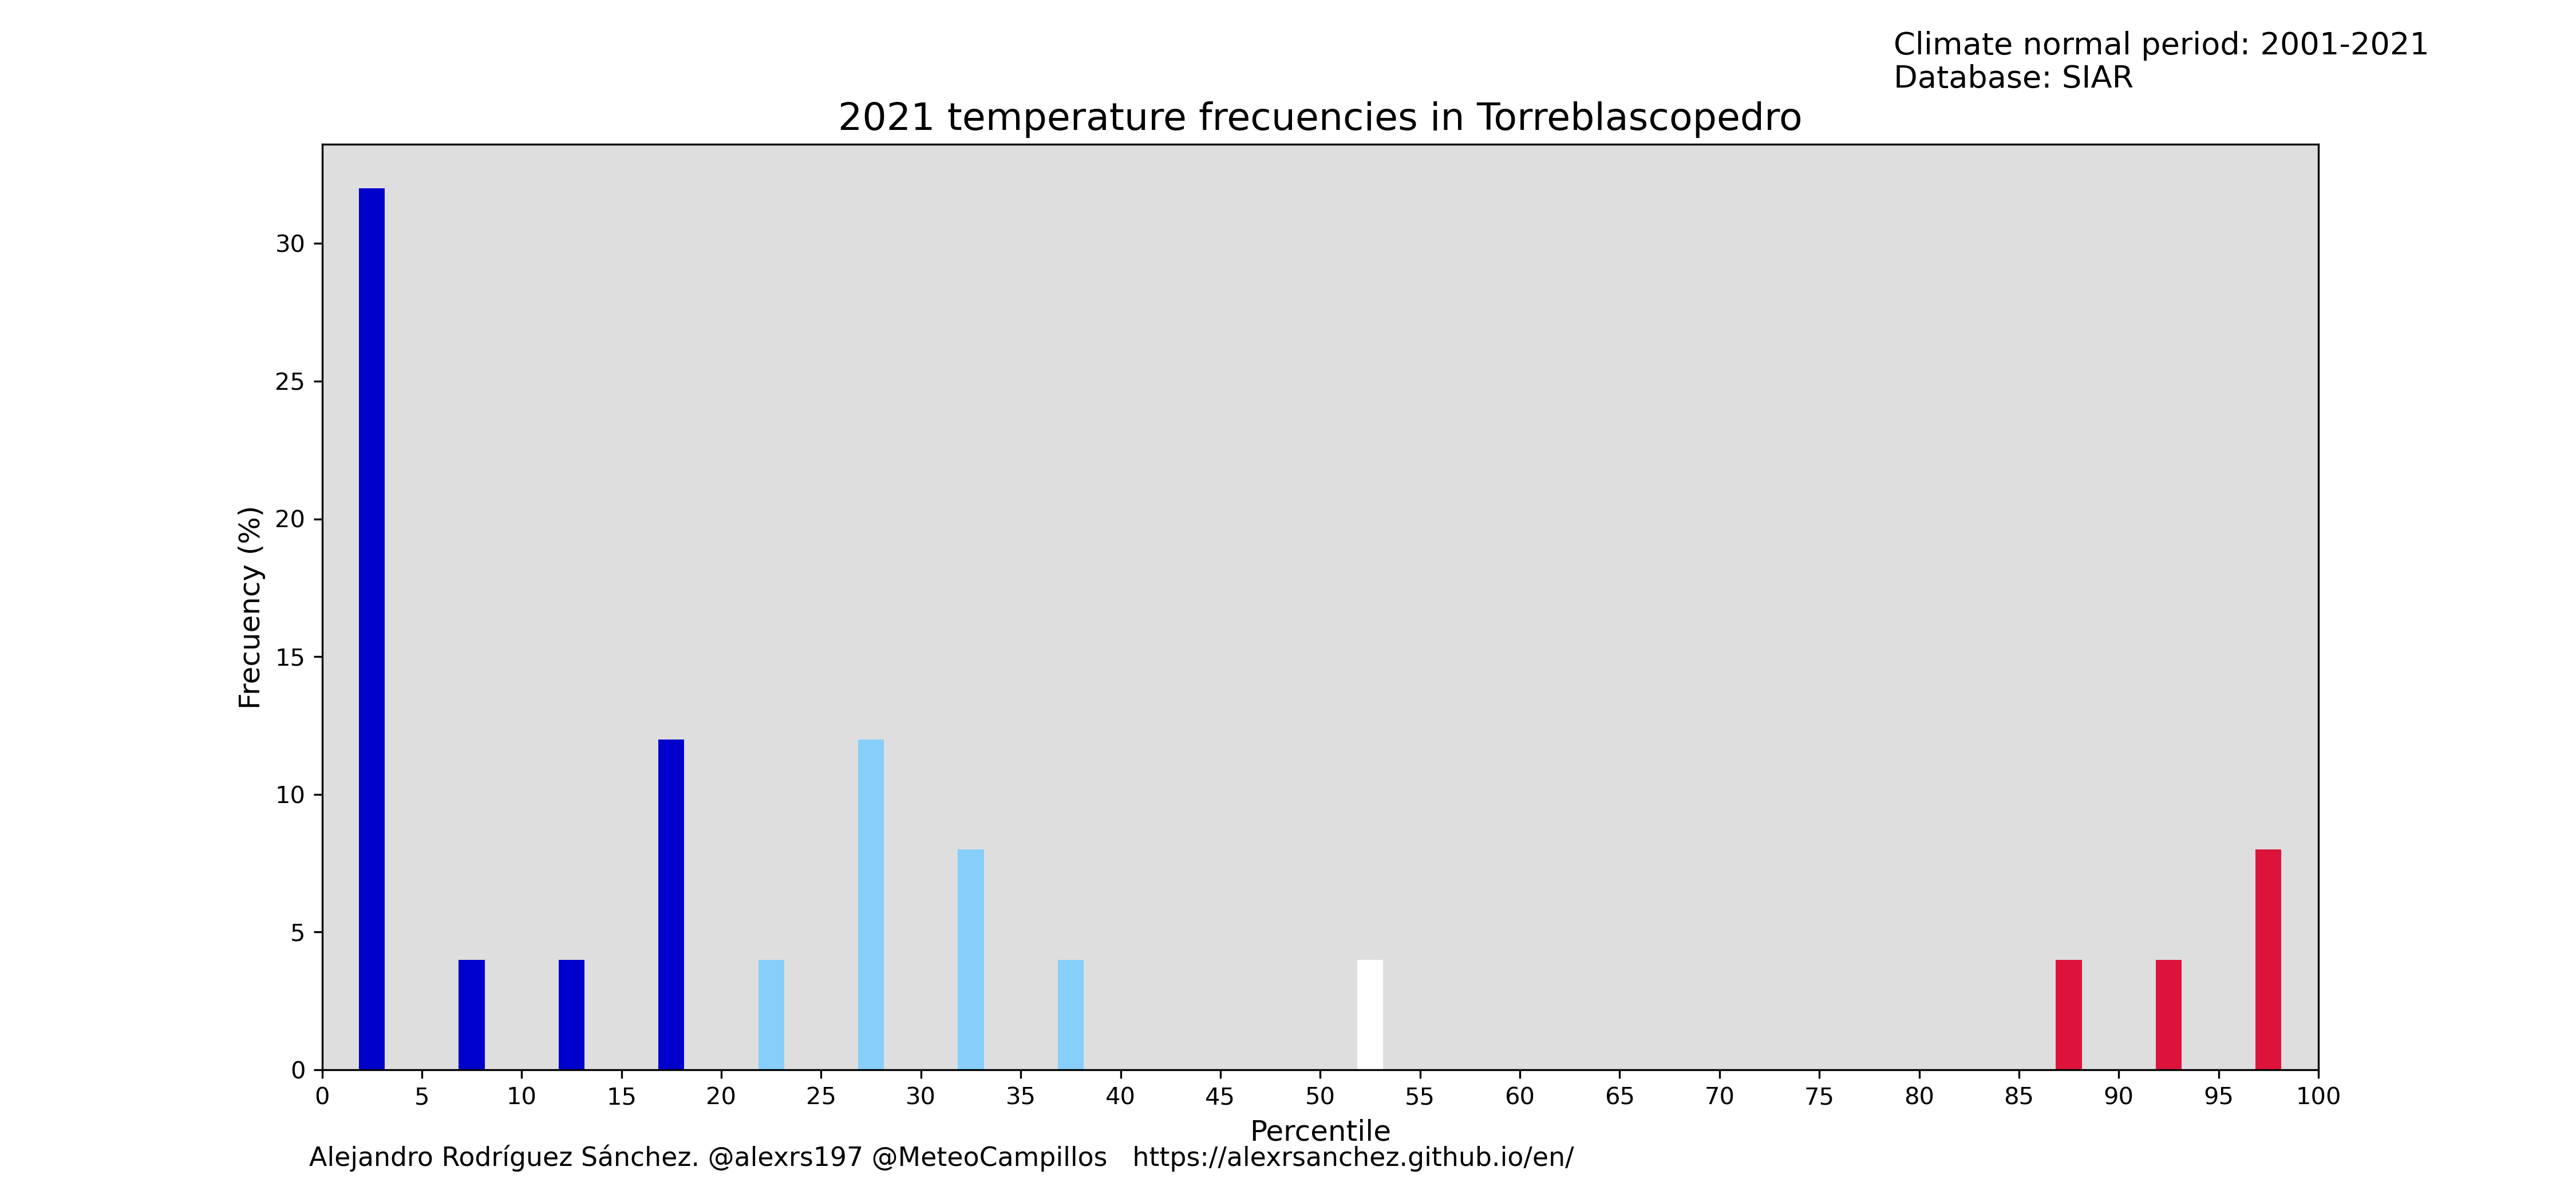 Climate normal period: 2001-2021
Database: SIAR
2021 temperature frecuencies in Torreblascopedro
Frecuency (%)
30
25
20
15
10
5
0
0 5 10 15 20 25 30 35 40 45 50 55 60 65 70 75 80 85 90 95 100
Percentile
Alejandro Rodríguez Sánchez. @alexrs197 @MeteoCampillos https://alexrsanchez.github.io/en/